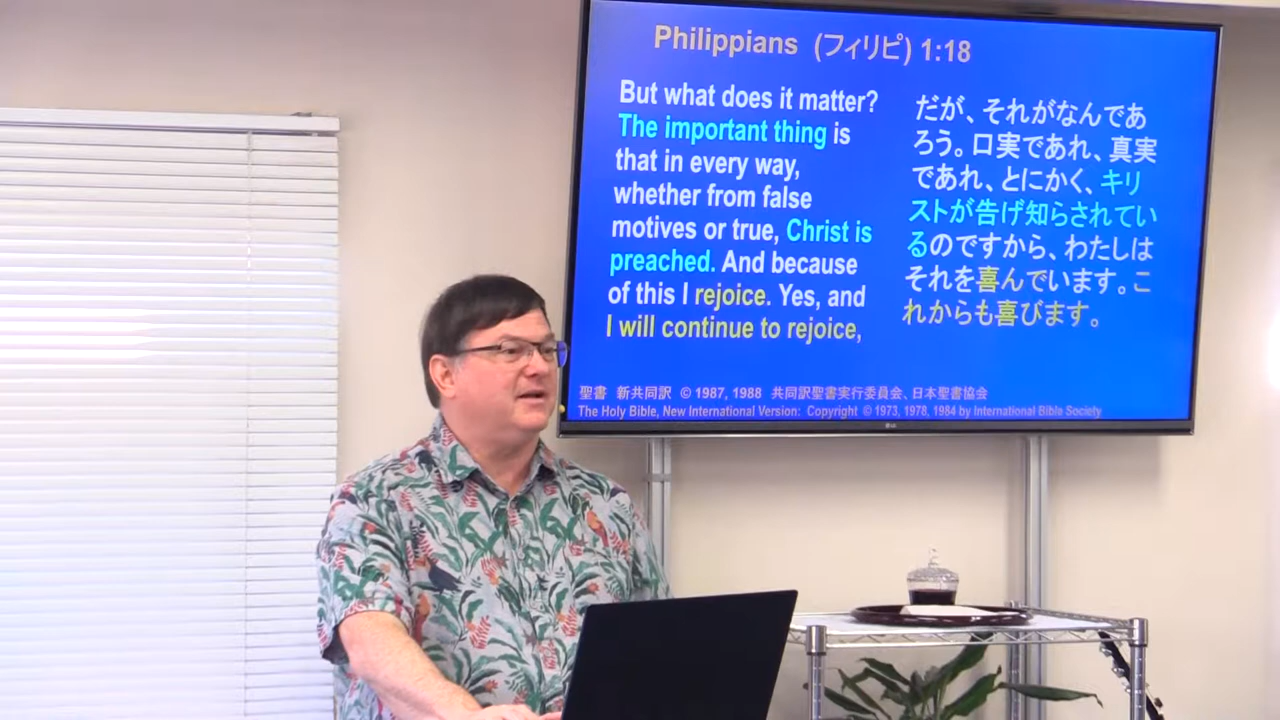 Philippians (フィリピ) 1:18
But what does it matter?
The important thing is
that in every way,
whether from false
motives or true, Christ is
preached. And because
of this I rejoice. Yes, and
I will continue to rejoice,
だが、それがなんであ
ろう。口実であれ、真実
であれ、とにかく、キリ
ストが告げ知らされてい
るのですから、わたしは
それを喜んでいます。こ
れからも喜びます。
聖書 新共同訳 © 1987, 1988 共同訳聖書実行委員会、日本聖書協会
The Holy Bible, New International Version: Copyright © 1973, 1978, 1984 by International Bible Society
LG